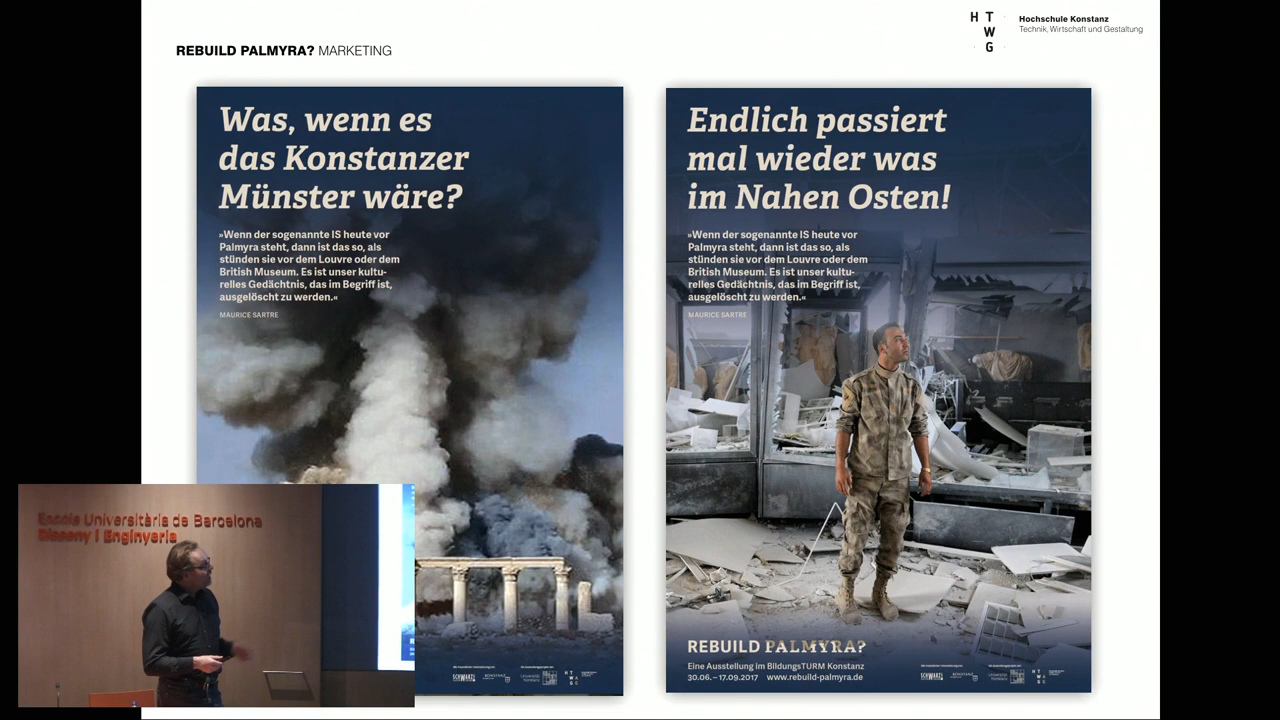 H T
W
G
Hochschule Konstanz
Technik, Wirtschaft und Gestaltung
REBUILD PALMYRA? MARKETING
Was, wenn es
das Konstanzer
Münster wäre?
»Wenn der sogenannte IS heute vor
Palmyra steht, dann ist das so, als
stünden sie vor dem Louvre oder dem
British Museum. Es ist unser kultu-
relles Gedächtnis, das im Begriff ist,
ausgelöscht zu werden.«
MAURICE SARTRE
Endlich passiert
mal wieder was
im Nahen Osten!
»Wenn der sogenannte IS heute vor
Palmyra steht, dann ist das so, als
stünden sie vor dem Louvre oder dem
British Museum. Es ist unser kultu-
relles Gedächtnis, das im Begriff ist,
ausgelöscht zu werden.«
MAURICE SARTRE
REBUILD PALMYRA?
Eine Ausstellung im BildungsTURM Konstanz
30.06. – 17.09.2017 www.rebuild-palmyra.de
Escola Universitària de Barcelona
Disseny i Enginyeria